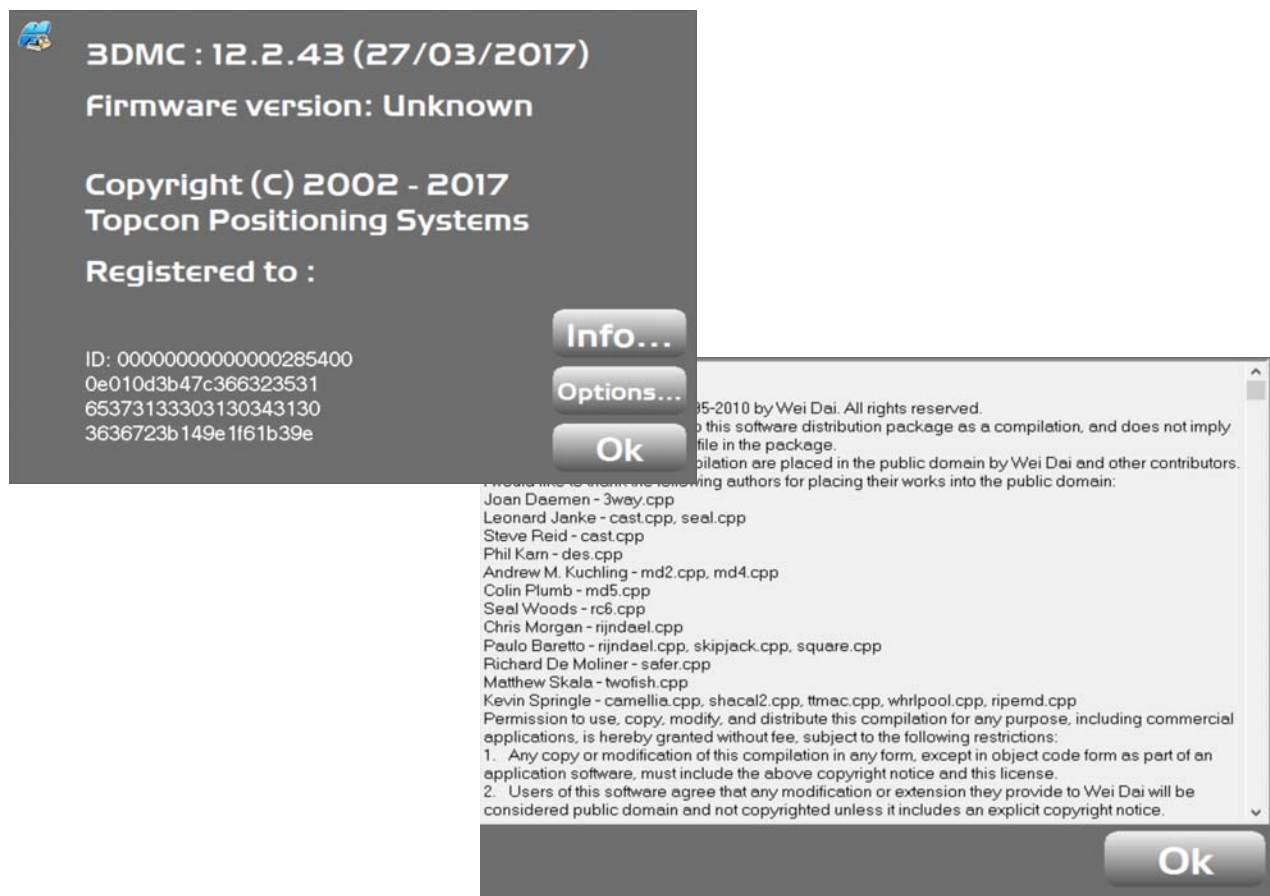 3DMC : 12.2.43 (27/03/2017)
Firmware version: Unknown
Copyright (C) 2002 - 2017
Topcon Positioning Systems
Registered to :
ID: 00000000000000285400
0e010d3b47c366323531
65373133303130343130
3636723b149e1f61b39e
Info...
Options...
Ok
95-2010 by Wei Dai. All rights reserved.
this software distribution package as a compilation, and does not imply
file in the package.
are placed in the public domain by Wei Dai and other contributors.
authors for placing their works into the public domain:
Joan Daemen - 3way.cpp
Leonard Janke - cast.cpp, seal.cpp
Steve Reid - cast.cpp
Phil Karn - des.cpp
Andrew M. Kuchling - md2.cpp, md4.cpp
Colin Plumb - md5.cpp
Seal Woods - rc6.cpp
Chris Morgan - rijndael.cpp
Paulo Baretto - rijndael.cpp, skipjack.cpp, square.cpp
Richard De Moliner - safer.cpp
Matthew Skala - twofish.cpp
Kevin Springle - camellia.cpp, shacal2.cpp, ttmac.cpp, whrlpool.cpp, ripemd.cpp
Permission to use, copy, modify, and distribute this compilation for any purpose, including commercial
applications, is hereby granted without fee, subject to the following restrictions:
1. Any copy or modification of this compilation in any form, except in object code form as part of an
application software, must include the above copyright notice and this license.
2. Users of this software agree that any modification or extension they provide to Wei Dai will be
considered public domain and not copyrighted unless it includes an explicit copyright notice.
Ok